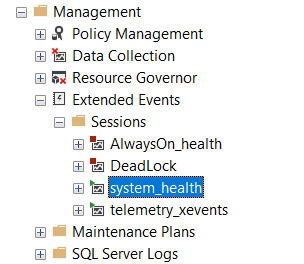 Management
Policy Management
Data Collection
Resource Governor
Extended Events
Sessions
AlwaysOn_health
DeadLock
system_health
telemetry_xevents
Maintenance Plans
SQL Server Logs